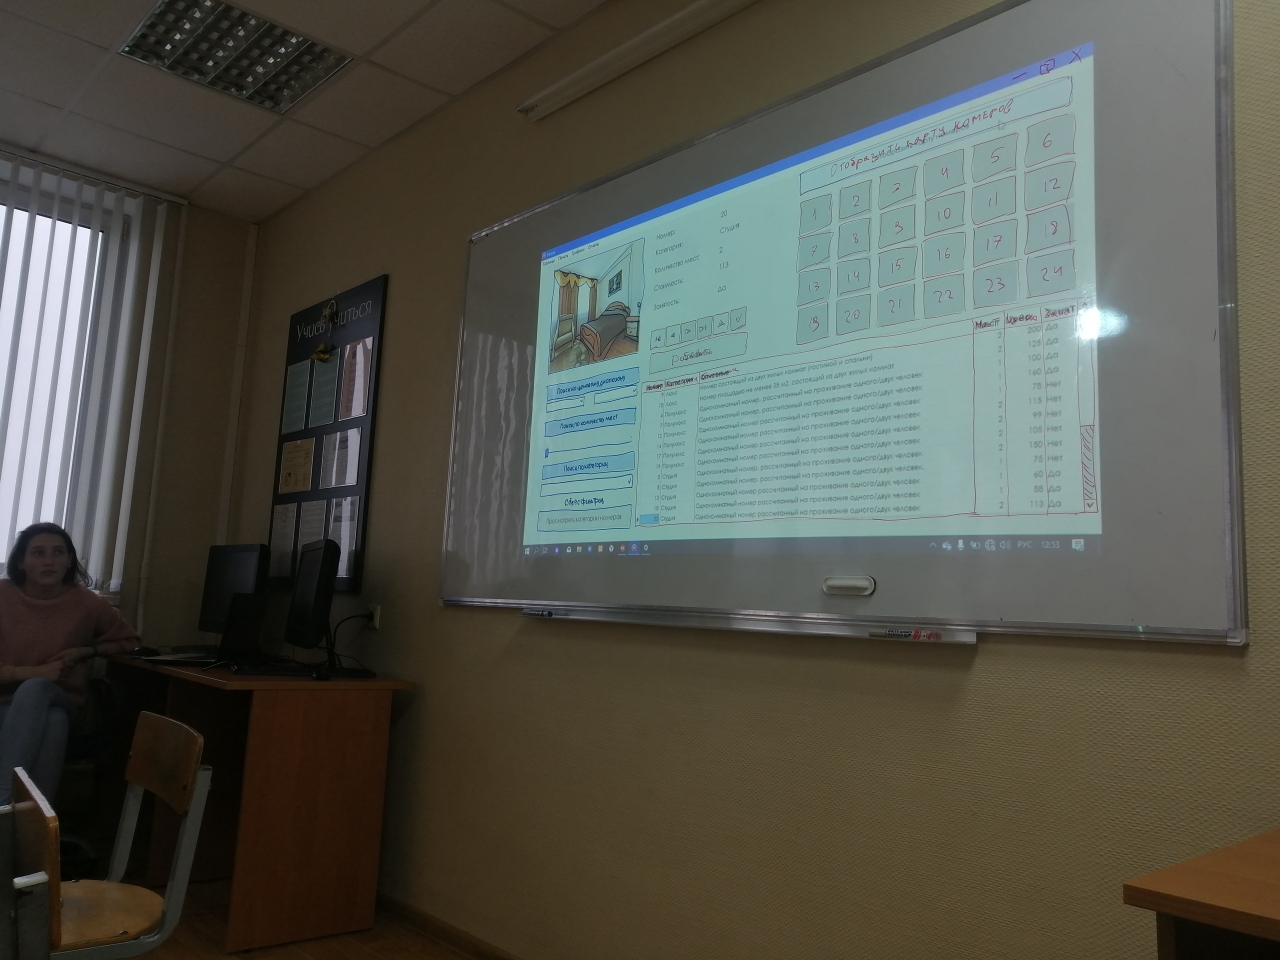 Учись учиться
Отобразить карту номеров
1 2 3 4 5 6
7 8 9 10 11 12
13 14 15 16 17 18
19 20 21 22 23 24
Номер: 20
Категория: Студия
Количество мест: 2
Стоимость: 113
Занятость: Да
Добавить
Поиск по ценовому диапазону
Поиск по количеству мест
Поиск по категории
Сброс фильтра
Просмотреть категории номеров
Номер Категория Описание Мест Цена Занят
Люкс Номер состоящий из двух жилых комнат (гостиной и спальни) 2 200 Да
Люкс Номер площадью не менее 35 м2, состоящий из двух жилых комнат 2 125 Да
Полулюкс Однокомнатный номер, рассчитанный на проживание одного/двух человек 100 Да
Полулюкс Однокомнатный номер, рассчитанный на проживание одного/двух человек 160 Да
Полулюкс Однокомнатный номер рассчитанный на проживание одного/двух человек 75 Нет
Полулюкс Однокомнатный номер рассчитанный на проживание одного/двух человек 2 115 Нет
Полулюкс Однокомнатный номер рассчитанный на проживание одного/двух человек 2 99 Нет
Полулюкс Однокомнатный номер рассчитанный на проживание одного/двух человек 2 105 Нет
Студия Однокомнатный номер рассчитанный на проживание одного/двух человек 2 150 Нет
Студия Однокомнатный номер рассчитанный на проживание одного/двух человек 1 75 Нет
Студия Однокомнатный номер рассчитанный на проживание одного/двух человек 1 60 Да
Студия Однокомнатный номер рассчитанный на проживание одного/двух человек 1 55 Да
20 Студия Однокомнатный номер рассчитанный на проживание одного/двух человек 2 113 Да
РУС 12:53